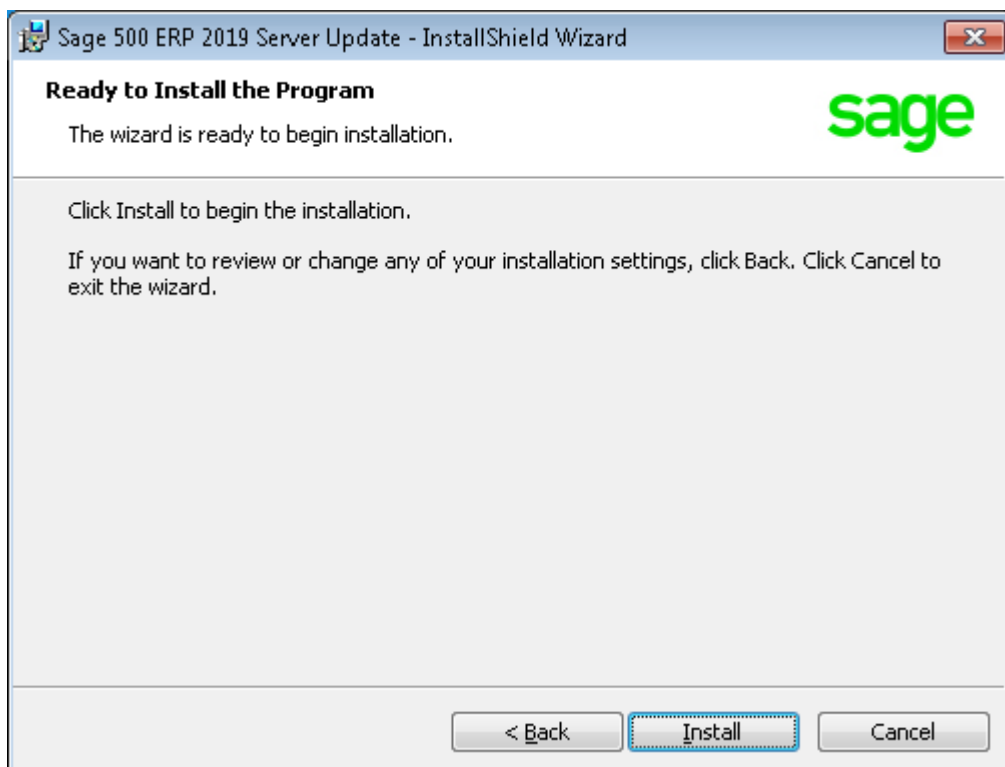 Sage 500 ERP 2019 Server Update - InstallShield Wizard
Ready to Install the Program
The wizard is ready to begin installation.
sage
Click Install to begin the installation.
If you want to review or change any of your installation settings, click Back. Click Cancel to
exit the wizard.
< Back
Install
Cancel